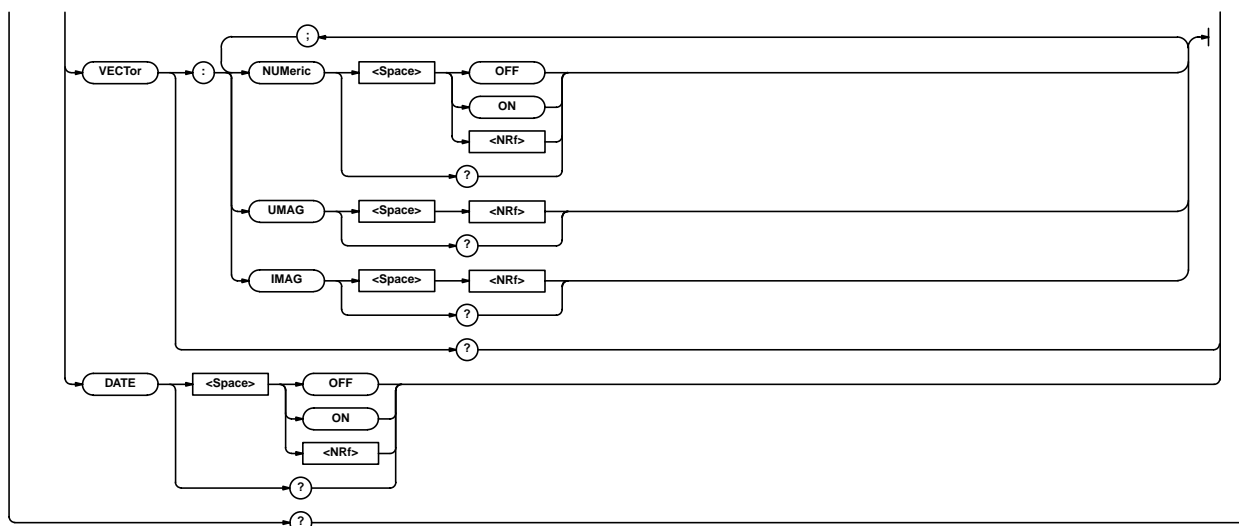 ;
VECTor : NUMeric <Space> OFF
ON
<NRf>
?
UMAG <Space> <NRf>
?
IMAG <Space> <NRf>
?
?
DATE <Space> OFF
ON
<NRf>
?
?